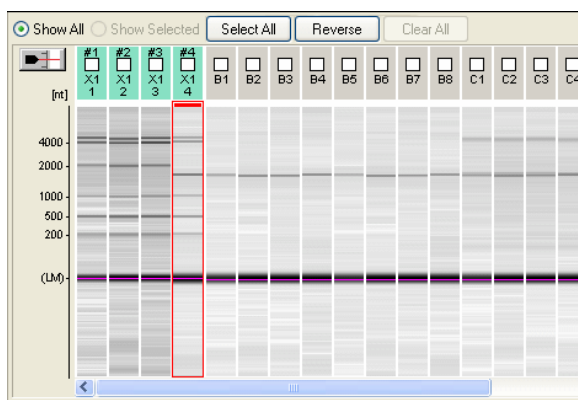 Show All Show Selected Select All Reverse Clear All
#1 #2 #3 #4
X1 X1 X1 X1 B1 B2 B3 B4 B5 B6 B7 B8 C1 C2 C3 C4
1 2 3 4
[nt]
4000
2000
1000
500
200
(LM)